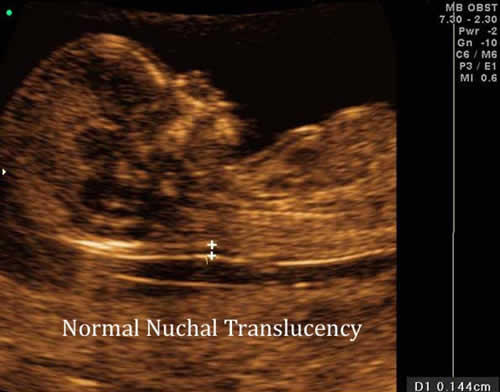 MB OBST
7.30 - 2.30
Pwr -2
Gn -10
C6 / M6
P3 / E1
MI 0.6
Normal Nuchal Translucency
D1 0.144cm